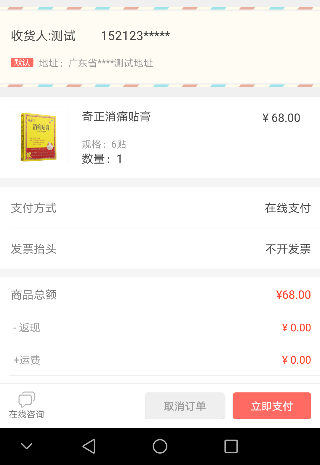 收货人:测试 152123*****
默认 地址：广东省****测试地址
奇正消痛贴膏 ¥ 68.00
规格：6贴
数量：1
支付方式 在线支付
发票抬头 不开发票
商品总额 ¥68.00
- 返现 ¥ 0.00
+运费 ¥ 0.00
在线咨询
取消订单
立即支付